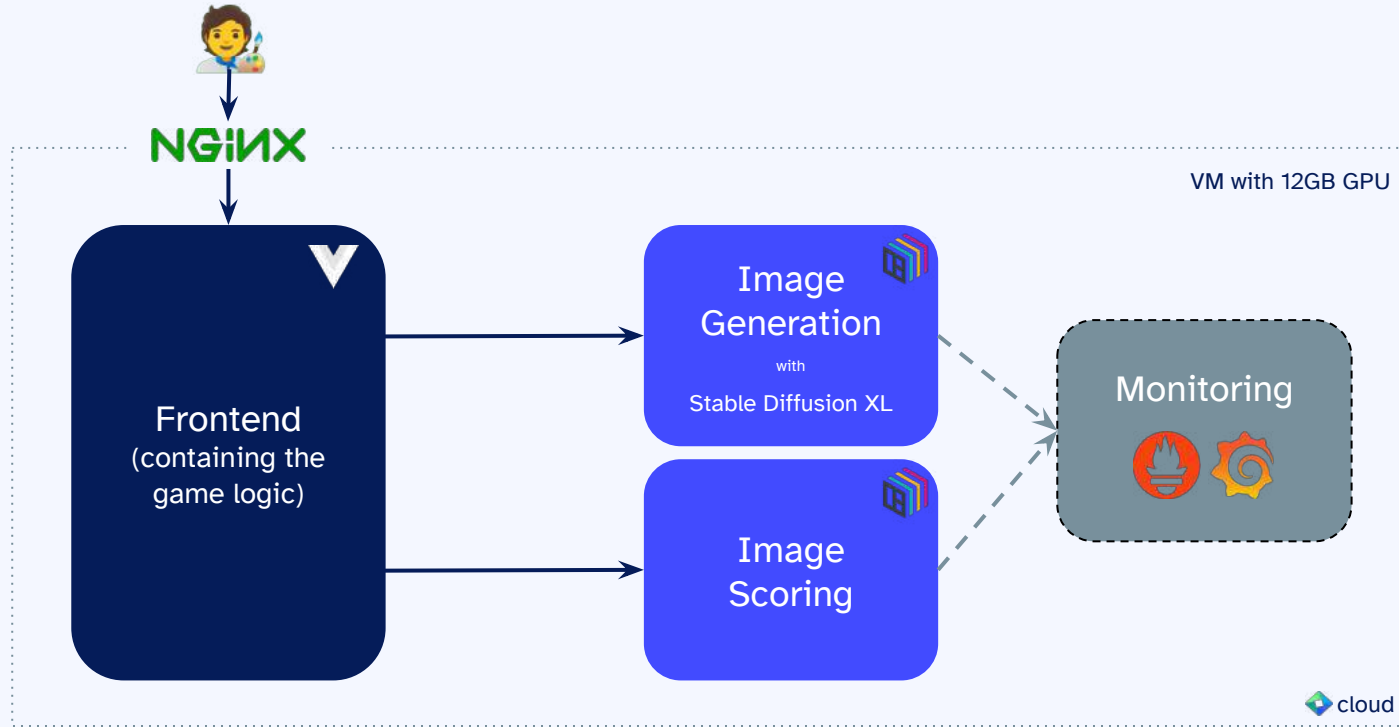 NGINX
VM with 12GB GPU
Frontend
(containing the
game logic)
Image
Generation
with
Stable Diffusion XL
Image
Scoring
Monitoring
cloud